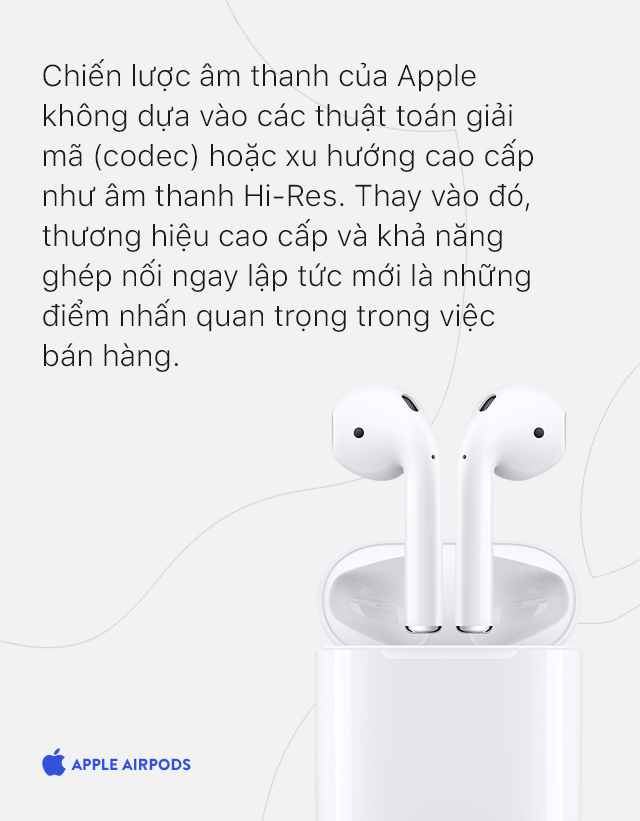 Chiến lược âm thanh của Apple
không dựa vào các thuật toán giải
mã (codec) hoặc xu hướng cao cấp
như âm thanh Hi-Res. Thay vào đó,
thương hiệu cao cấp và khả năng
ghép nối ngay lập tức mới là những
điểm nhấn quan trọng trong việc
bán hàng.
APPLE AIRPODS